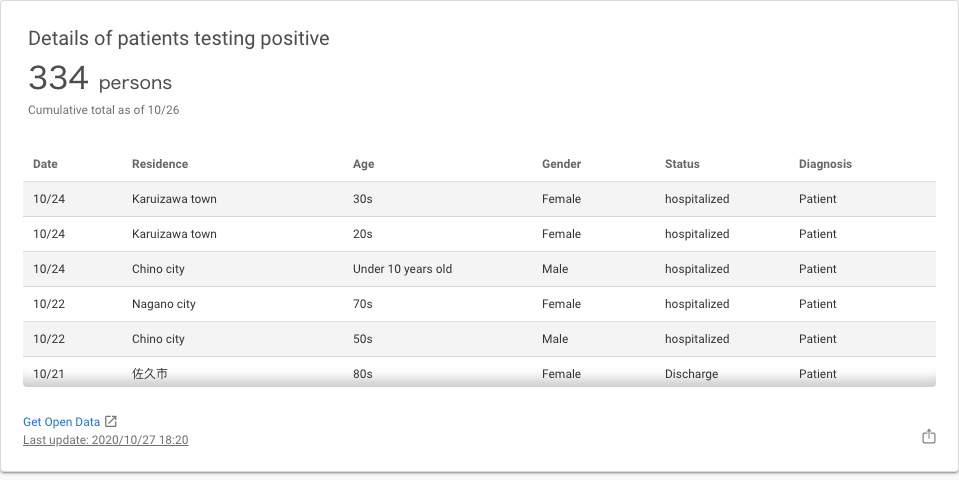 Details of patients testing positive
334 persons
Cumulative total as of 10/26
Date Residence Age Gender Status Diagnosis
10/24 Karuizawa town 30s Female hospitalized Patient
10/24 Karuizawa town 20s Female hospitalized Patient
10/24 Chino city Under 10 years old Male hospitalized Patient
10/22 Nagano city 70s Female hospitalized Patient
10/22 Chino city 50s Male hospitalized Patient
10/21 佐久市 80s Female Discharge Patient
Get Open Data
Last update: 2020/10/27 18:20